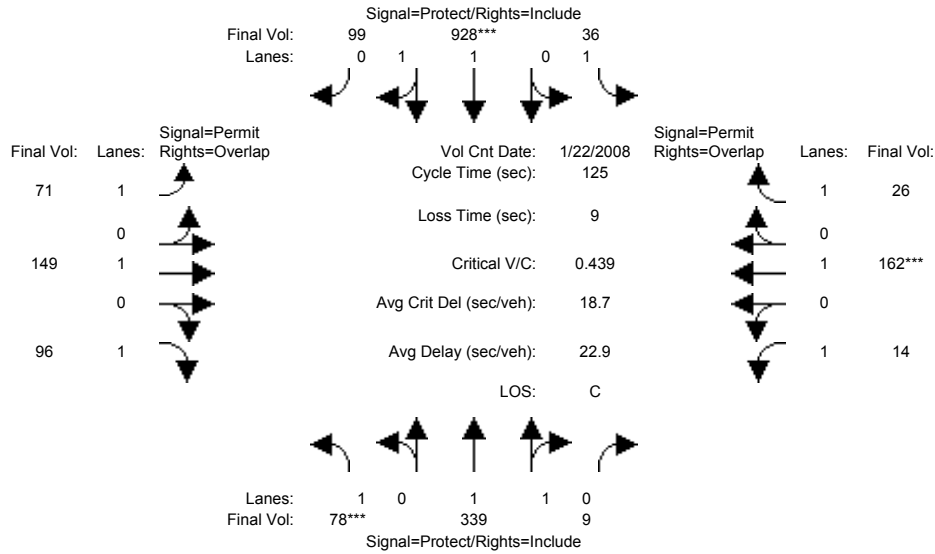 Signal=Protect/Rights=Include
Final Vol: 99 928*** 36
Lanes: 0 1 1 0 1
Signal=Permit Signal=Permit
Final Vol: Lanes: Rights=Overlap Vol Cnt Date: 1/22/2008 Rights=Overlap Lanes: Final Vol:
Cycle Time (sec): 125
71 1 1 26
Loss Time (sec): 9
0 0
149 1 Critical V/C: 0.439 1 162***
0 Avg Crit Del (sec/veh): 18.7 0
96 1 Avg Delay (sec/veh): 22.9 1 14
LOS: C
Lanes: 1 0 1 1 0
Final Vol: 78*** 339 9
Signal=Protect/Rights=Include